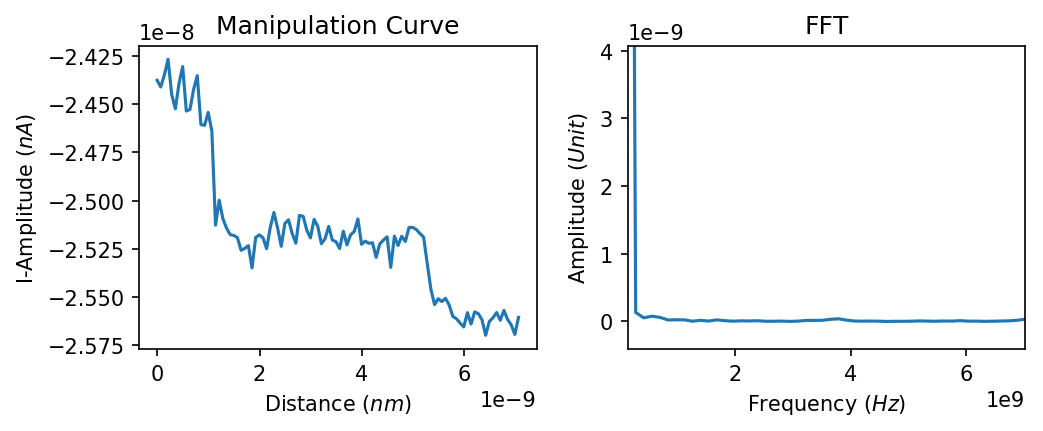 Manipulation Curve
1e−8
−2.425
−2.450
−2.475
−2.500
−2.525
−2.550
−2.575
I-Amplitude (nA)
0
2
4
6
1e−9
Distance (nm)
FFT
1e−9
4
3
2
1
0
Amplitude (Unit)
2
4
6
1e9
Frequency (Hz)